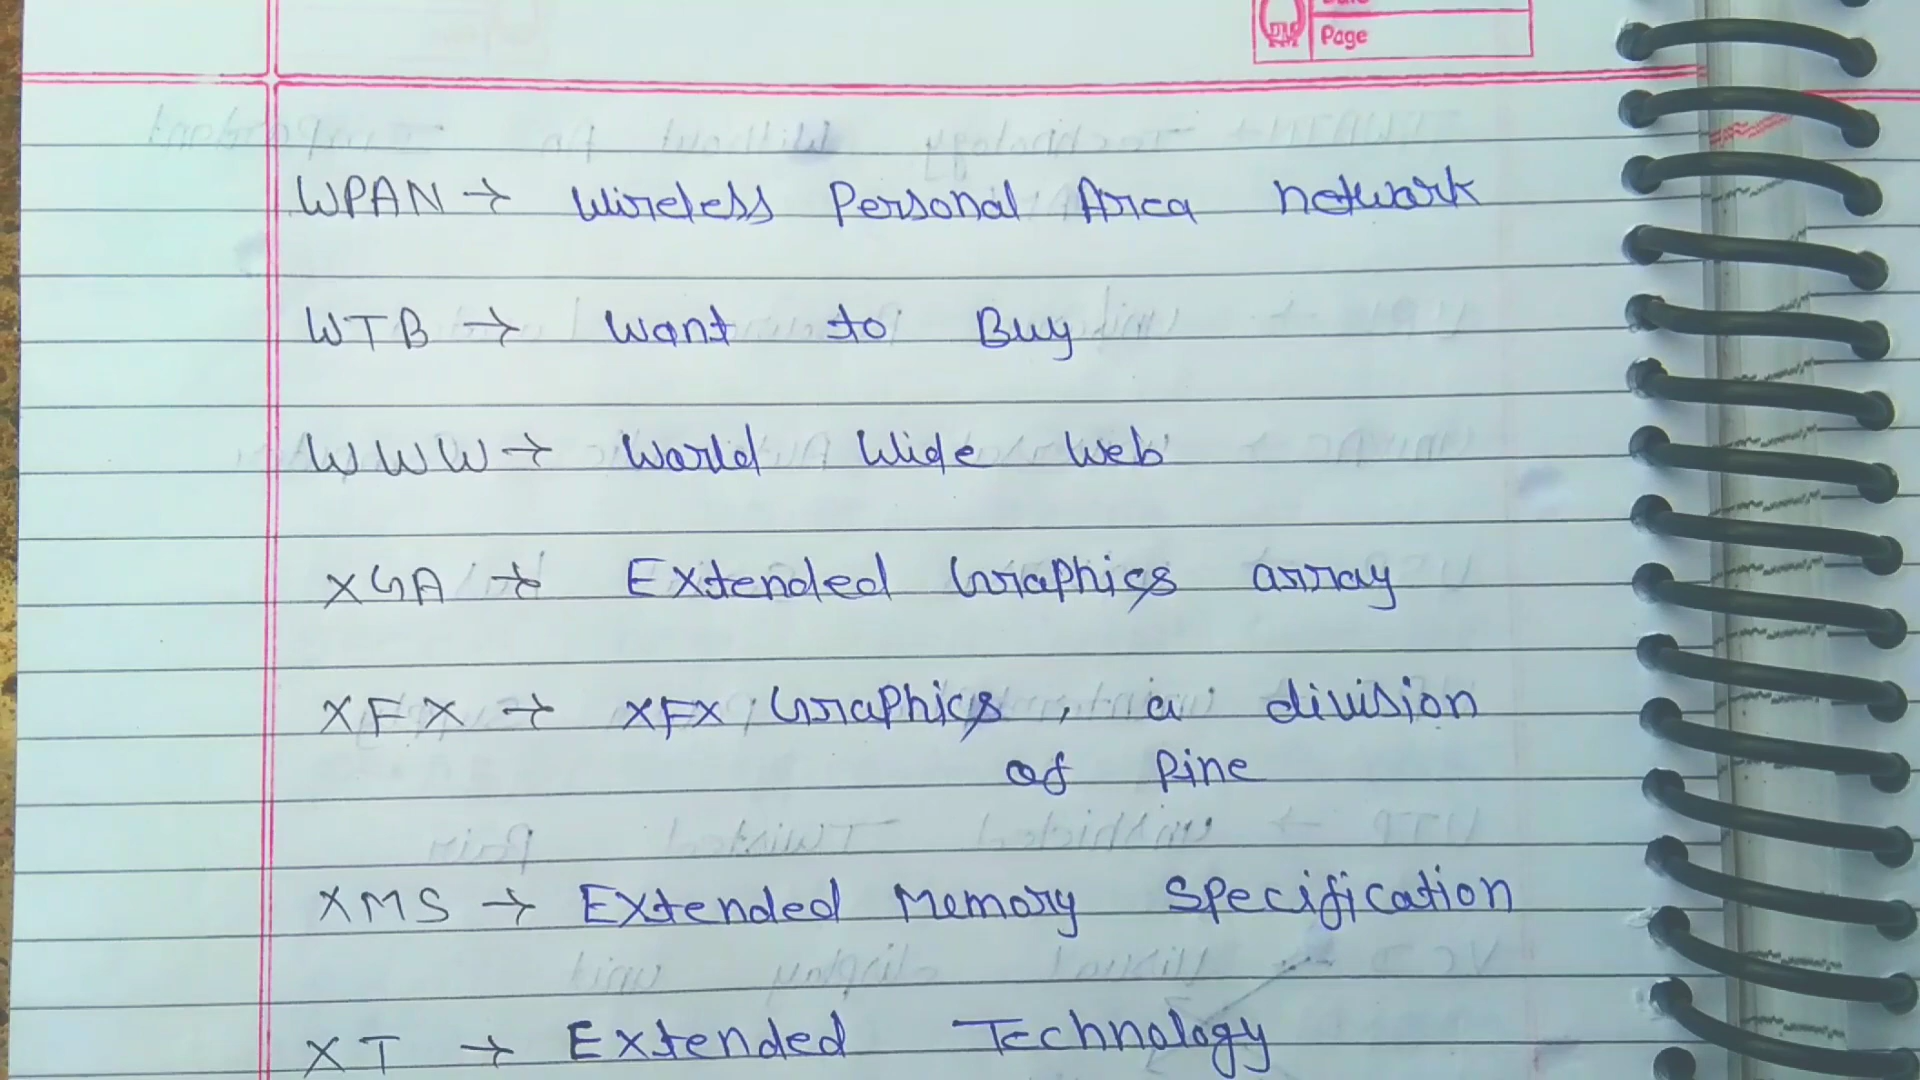 Page
WPAN → Wireless Personal Area network
WTB → Want to Buy
WWW → World Wide Web
XGA → Extended Graphics array
XFX → XFX Graphics, a division
of Pine
XMS → Extended Memory Specification
XT → Extended Technology